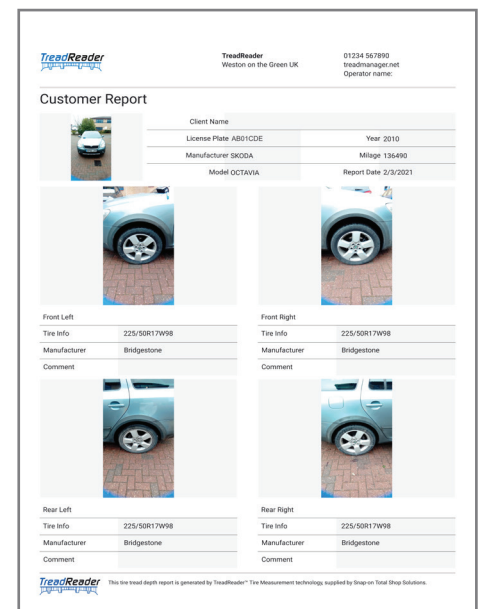 TreadReader
TreadReader
Weston on the Green UK
01234 567890
treadmanager.net
Operator name:
Customer Report
Client Name
License Plate AB01CDE
Year 2010
Manufacturer SKODA
Milage 136490
Model OCTAVIA
Report Date 2/3/2021
Front Left
Tire Info 225/50R17W98
Manufacturer Bridgestone
Comment
Front Right
Tire Info 225/50R17W98
Manufacturer Bridgestone
Comment
Rear Left
Tire Info 225/50R17W98
Manufacturer Bridgestone
Comment
Rear Right
Tire Info 225/50R17W98
Manufacturer Bridgestone
Comment
TreadReader
This tire tread depth report is generated by TreadReader™ Tire Measurement technology, supplied by Snap-on Total Shop Solutions.